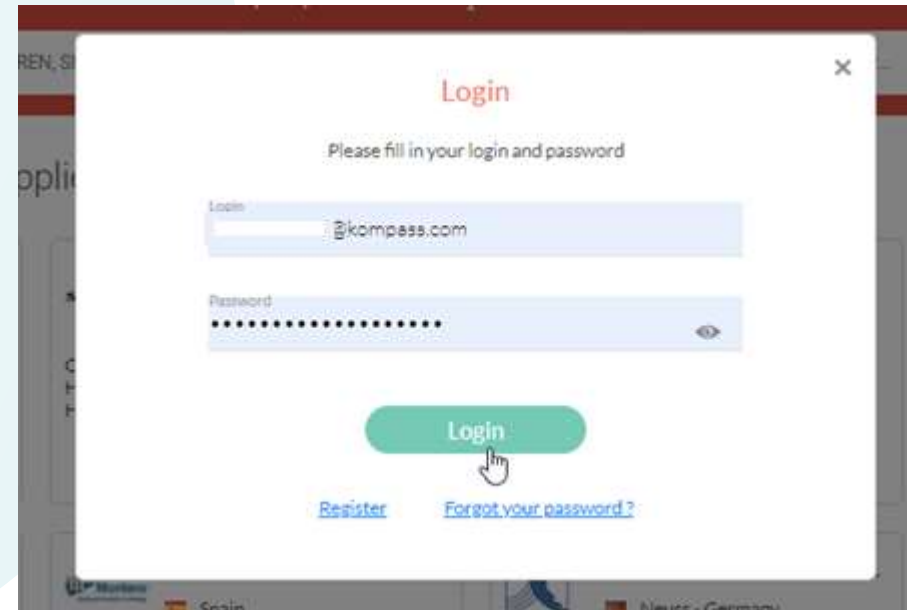 Login
Please fill in your login and password
Login
@kompass.com
Password
Login
Register Forgot your password ?
Spain
Neuss - Germany